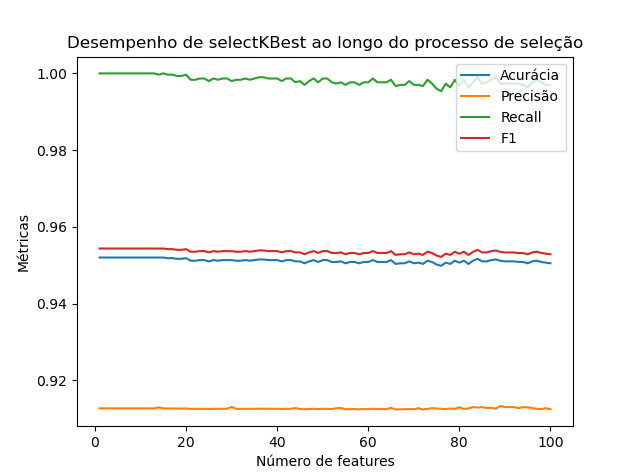 Desempenho de selectKBest ao longo do processo de seleção
1.00
0.98
0.96
0.94
0.92
Métricas
Acurácia
Precisão
Recall
F1
0 20 40 60 80 100
Número de features